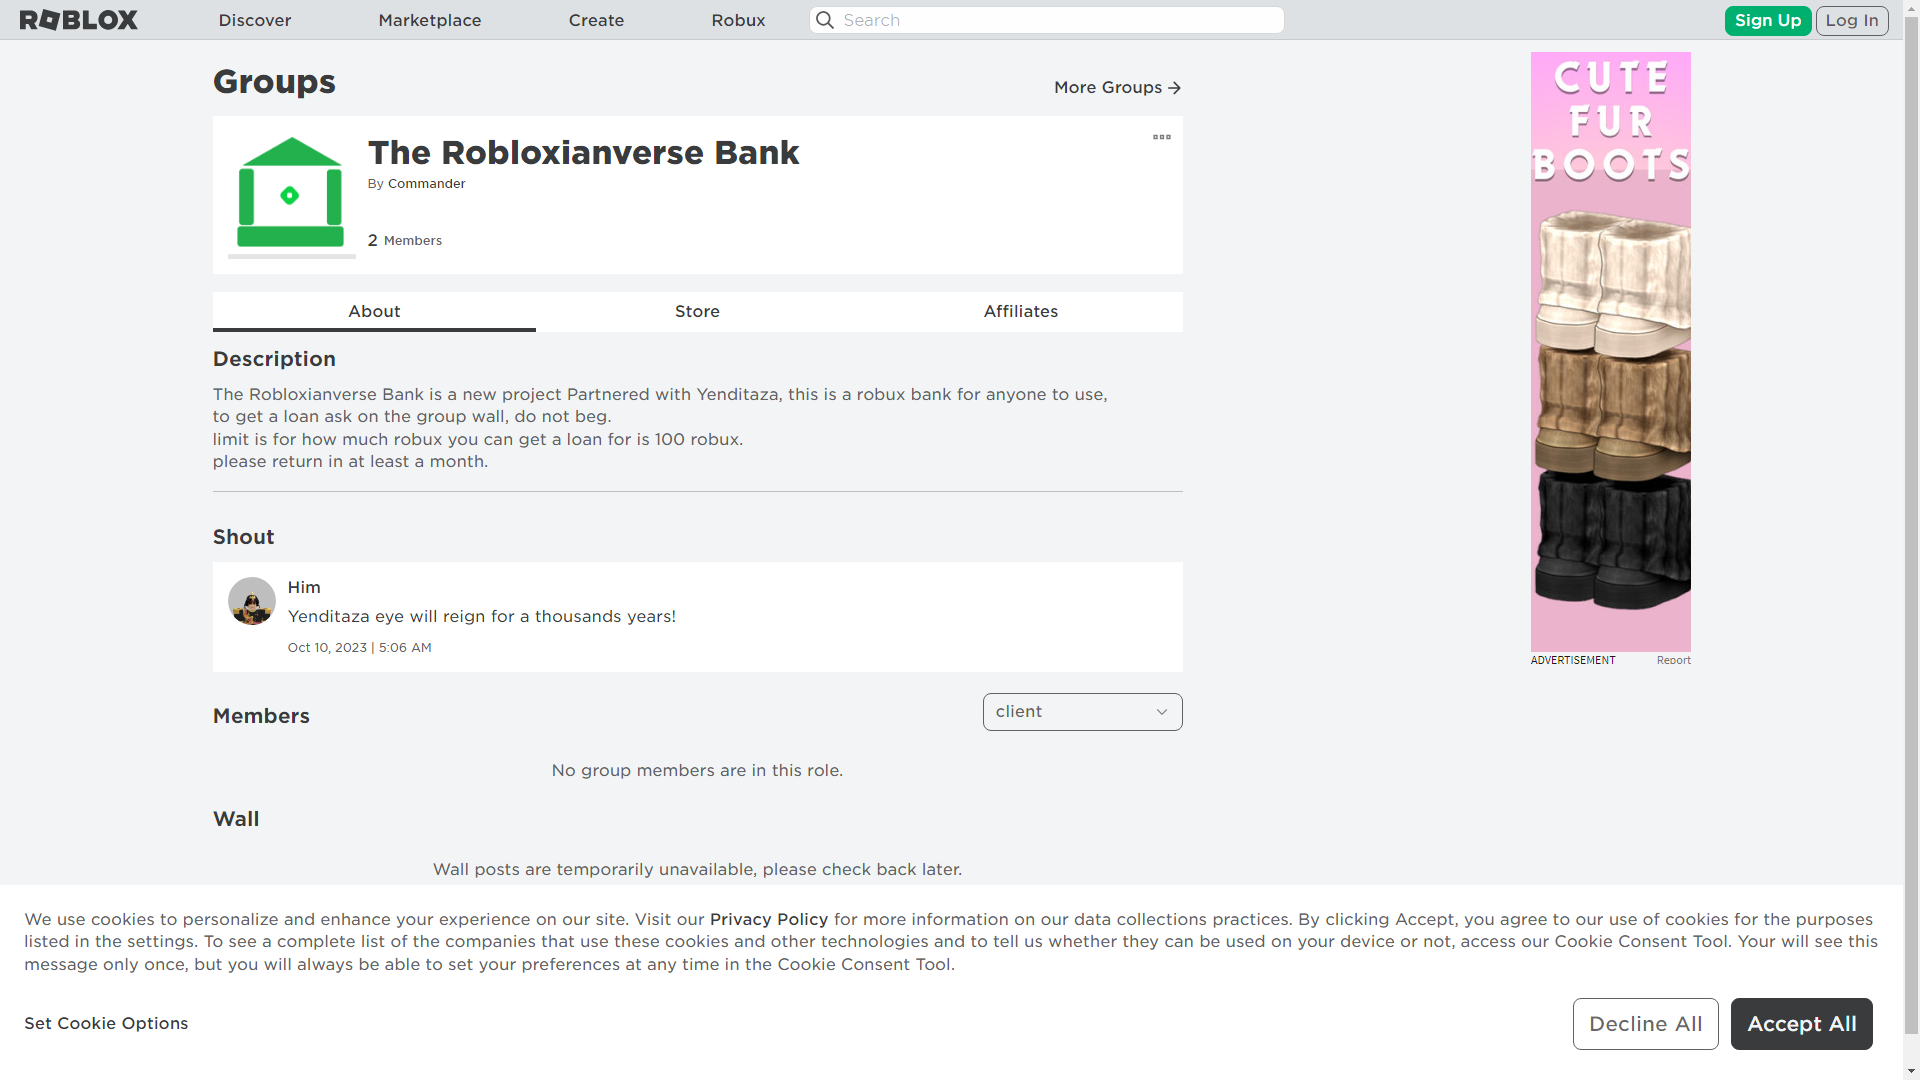 ROBLOX
Discover
Marketplace
Create
Robux
Search
Sign Up
Log In
Groups
More Groups
The Robloxianverse Bank
By Commander
2 Members
About
Store
Affiliates
Description
The Robloxianverse Bank is a new project Partnered with Yenditaza, this is a robux bank for anyone to use,
to get a loan ask on the group wall, do not beg.
limit is for how much robux you can get a loan for is 100 robux.
please return in at least a month.
Shout
Him
Yenditaza eye will reign for a thousands years!
Oct 10, 2023 | 5:06 AM
Members
client
No group members are in this role.
Wall
Wall posts are temporarily unavailable, please check back later.
CUTE
FUR
BOOTS
ADVERTISEMENT
Report
We use cookies to personalize and enhance your experience on our site. Visit our Privacy Policy for more information on our data collections practices. By clicking Accept, you agree to our use of cookies for the purposes
listed in the settings. To see a complete list of the companies that use these cookies and other technologies and to tell us whether they can be used on your device or not, access our Cookie Consent Tool. Your will see this
message only once, but you will always be able to set your preferences at any time in the Cookie Consent Tool.
Set Cookie Options
Decline All
Accept All